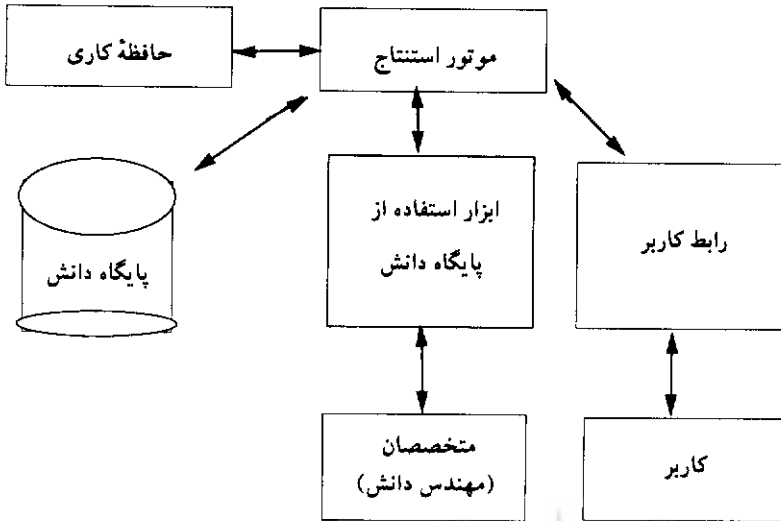 موتور استنتاج
حافظهٔ کاری
رابط کاربر
ابزار استفاده از
پایگاه دانش
پایگاه دانش
کاربر
متخصصان
(مهندس دانش)